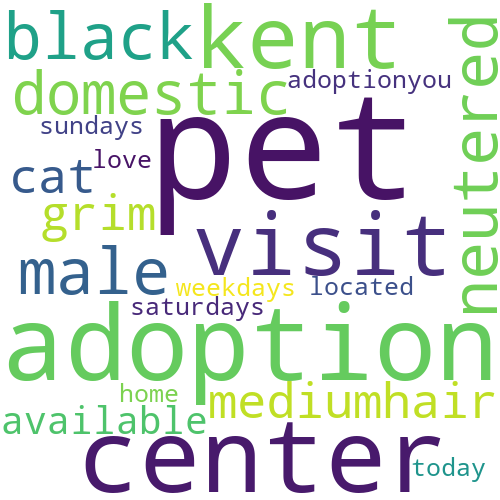 black kent
domestic adoptionyou
sundays pet neutered
cat love
grim visit
male
weekdays located
saturdays
adoption
home mediumhair
available center
today